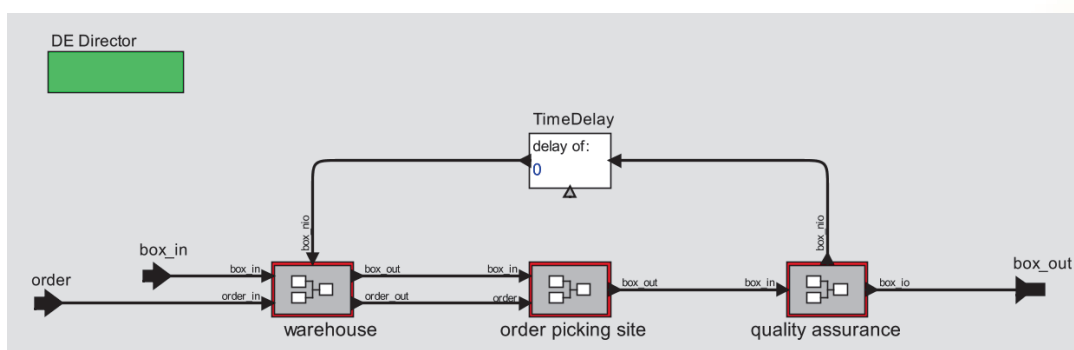 DE Director
TimeDelay
delay of:
0
box_nio
box_nio
box_in
box_in
box_out
box_in
box_out
box_in
box_io
box_out
order
order_in
order_out
order
warehouse
order picking site
quality assurance